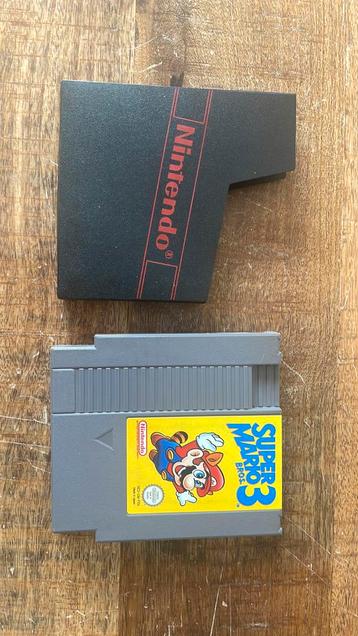 Nintendo®
Nintendo
SUPER
MARIO
BROS.
3